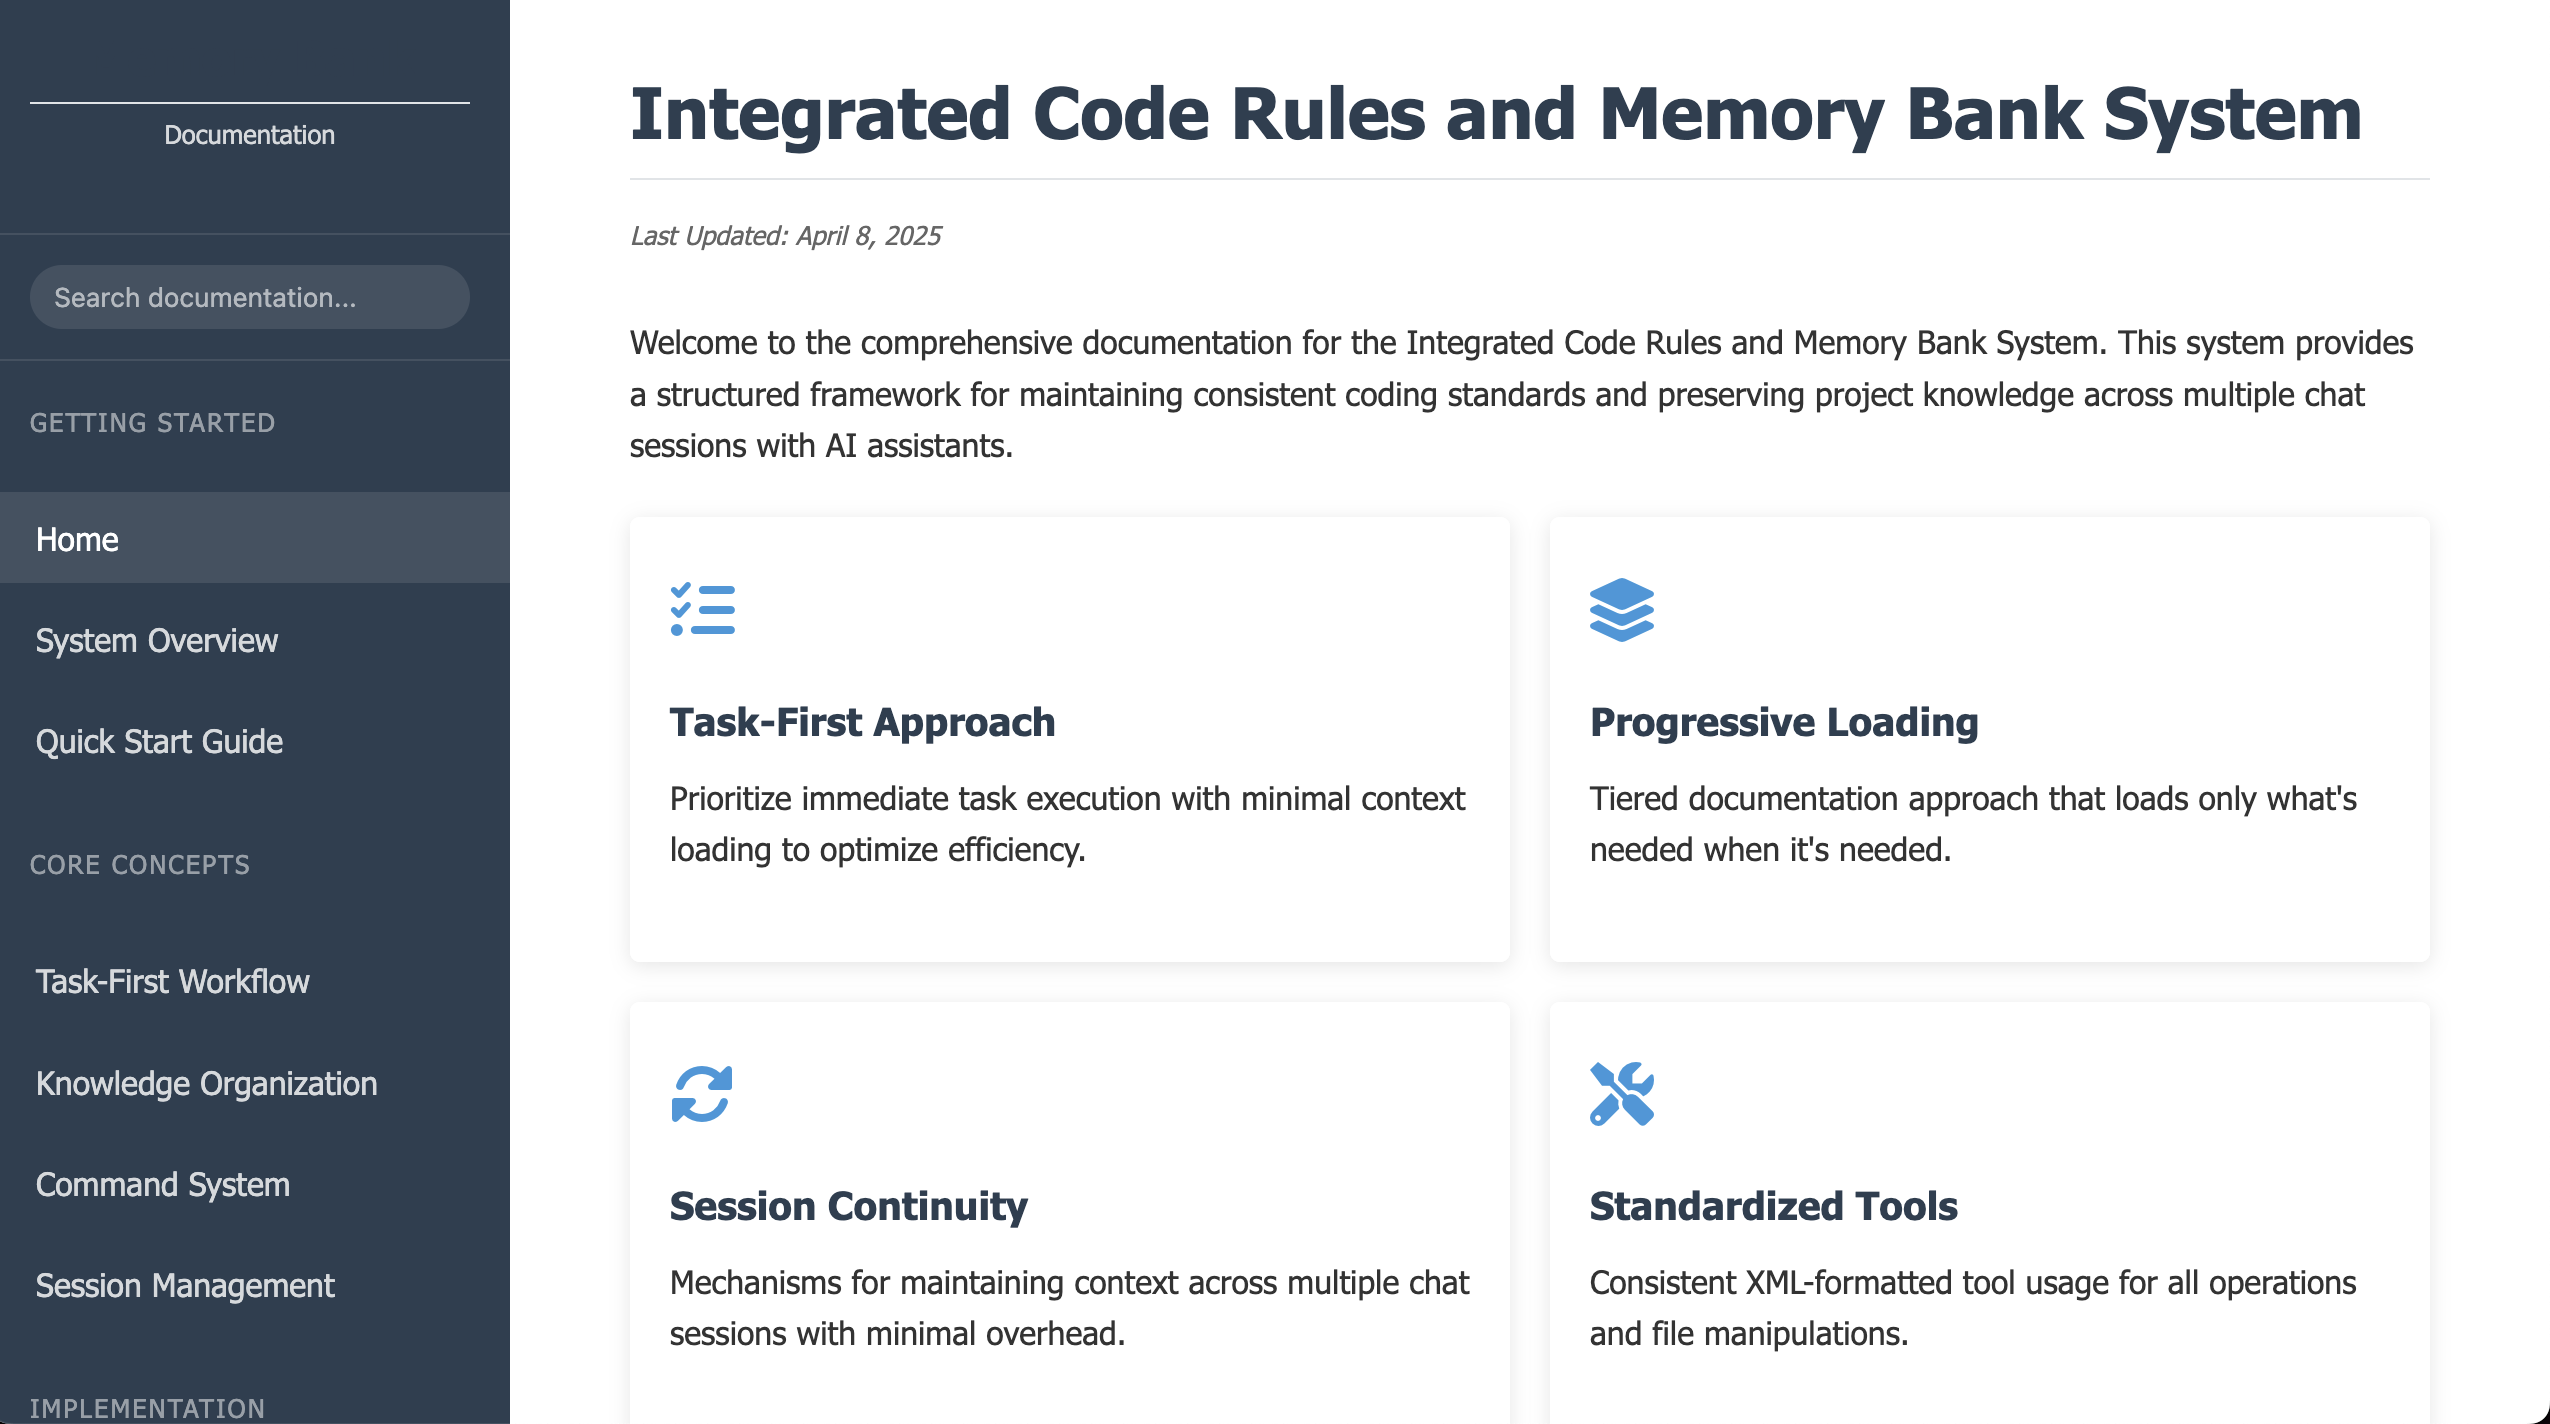 Documentation
Search documentation...
GETTING STARTED
Home
System Overview
Quick Start Guide
CORE CONCEPTS
Task-First Workflow
Knowledge Organization
Command System
Session Management
IMPLEMENTATION
Integrated Code Rules and Memory Bank System
Last Updated: April 8, 2025
Welcome to the comprehensive documentation for the Integrated Code Rules and Memory Bank System. This system provides
a structured framework for maintaining consistent coding standards and preserving project knowledge across multiple chat
sessions with AI assistants.
Task-First Approach
Prioritize immediate task execution with minimal context
loading to optimize efficiency.
Progressive Loading
Tiered documentation approach that loads only what's
needed when it's needed.
Session Continuity
Mechanisms for maintaining context across multiple chat
sessions with minimal overhead.
Standardized Tools
Consistent XML-formatted tool usage for all operations
and file manipulations.